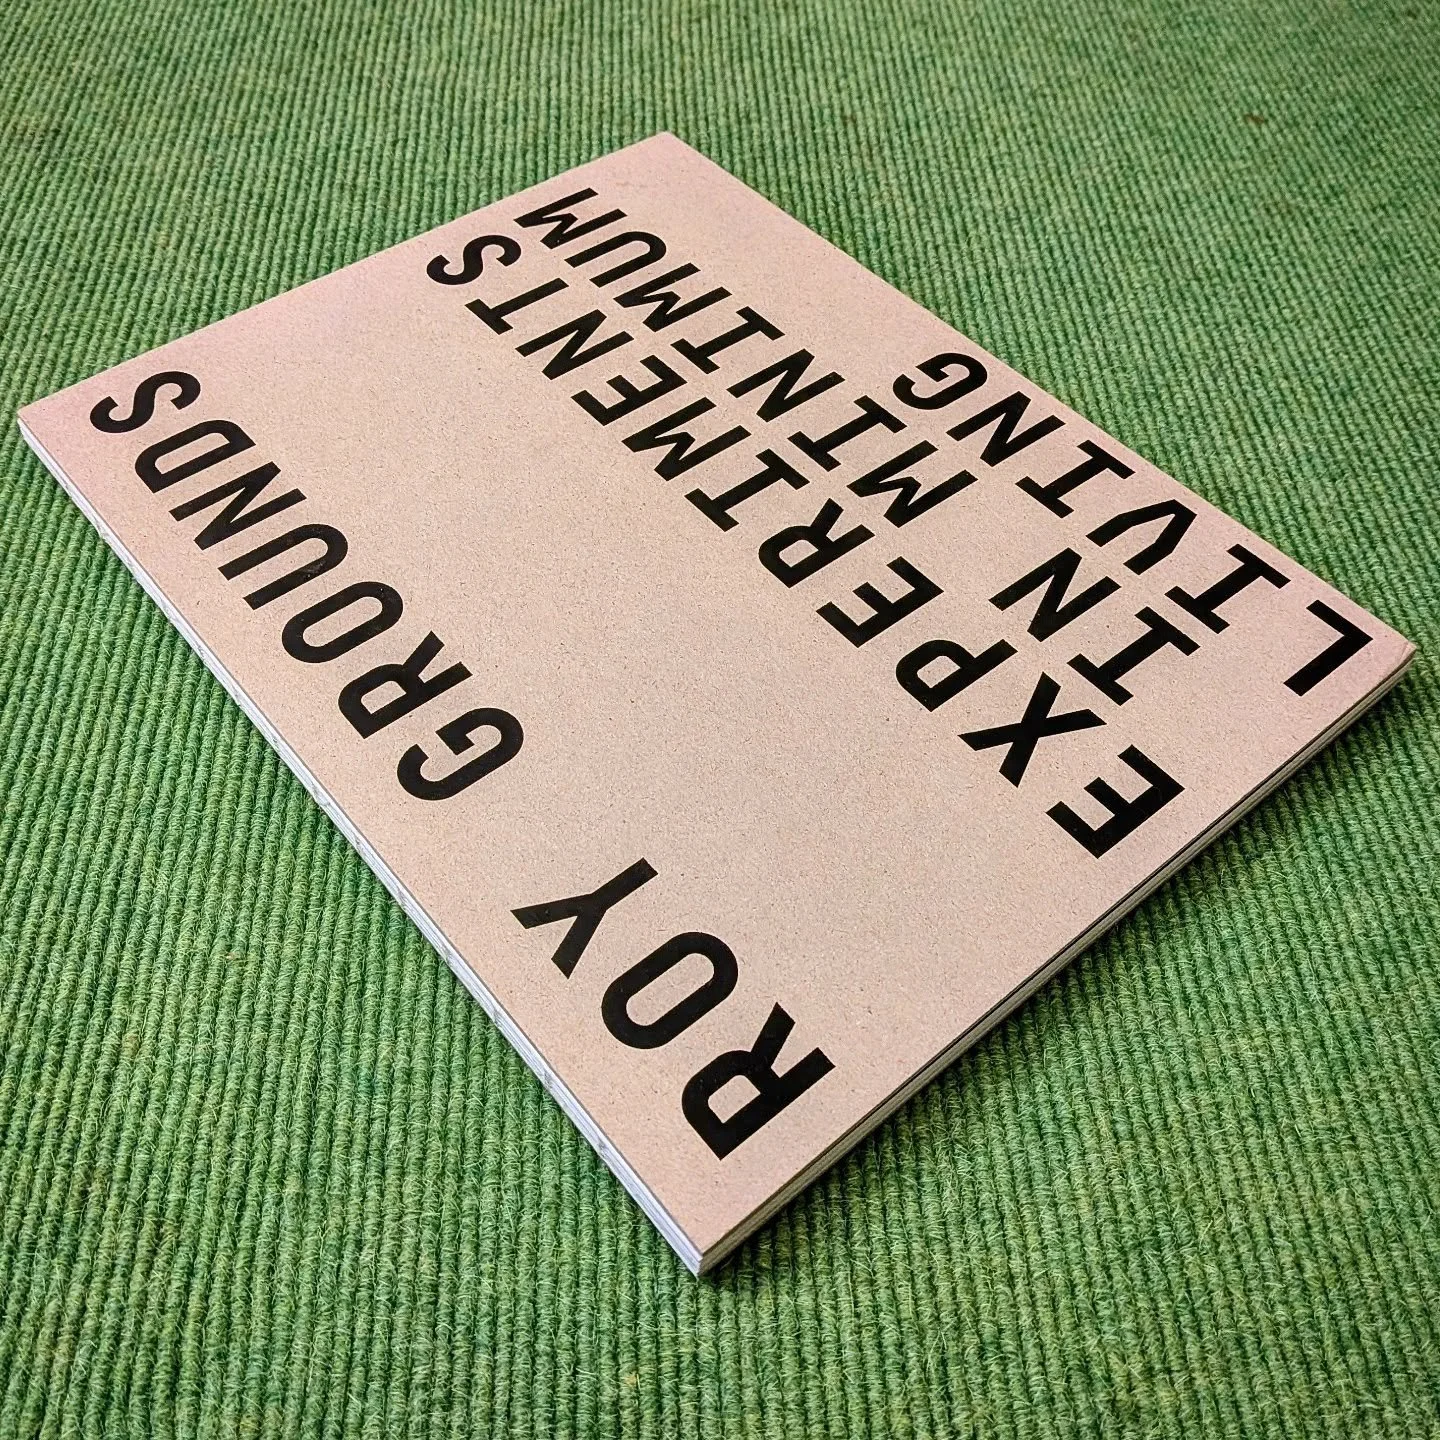 ROY GROUNDS
EXPERIMENTS
IN MINIMUM
LIVING